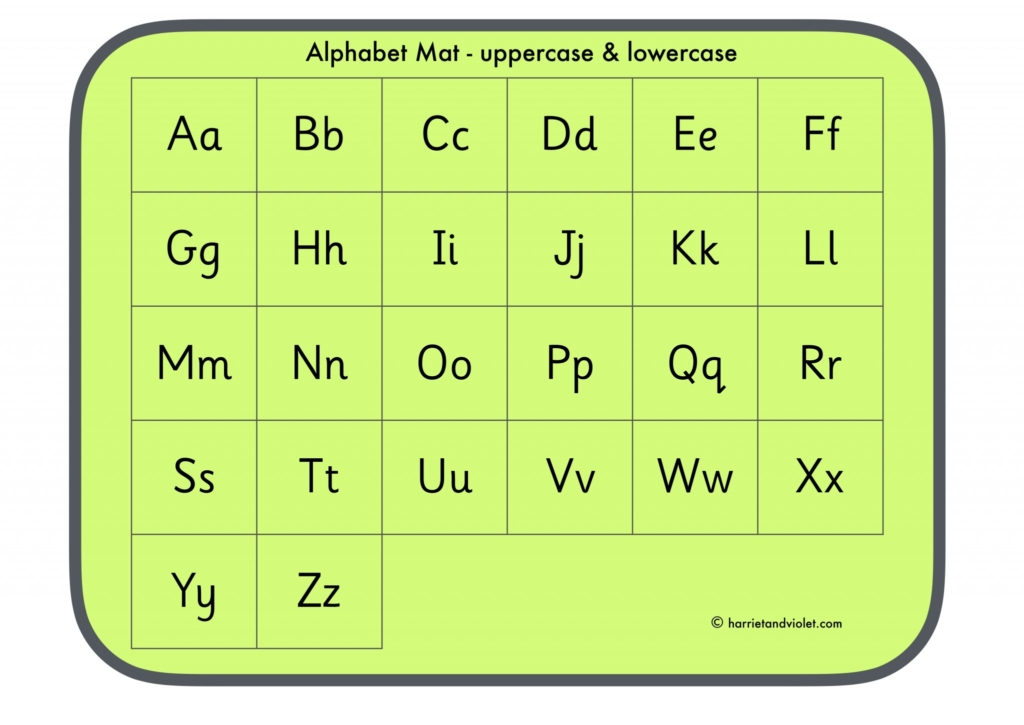 Alphabet Mat - uppercase & lowercase
Aa Bb Cc Dd Ee Ff
Gg Hh Ii Jj Kk Ll
Mm Nn Oo Pp Qq Rr
Ss Tt Uu Vv Ww Xx
Yy Zz
© harrietandviolet.com